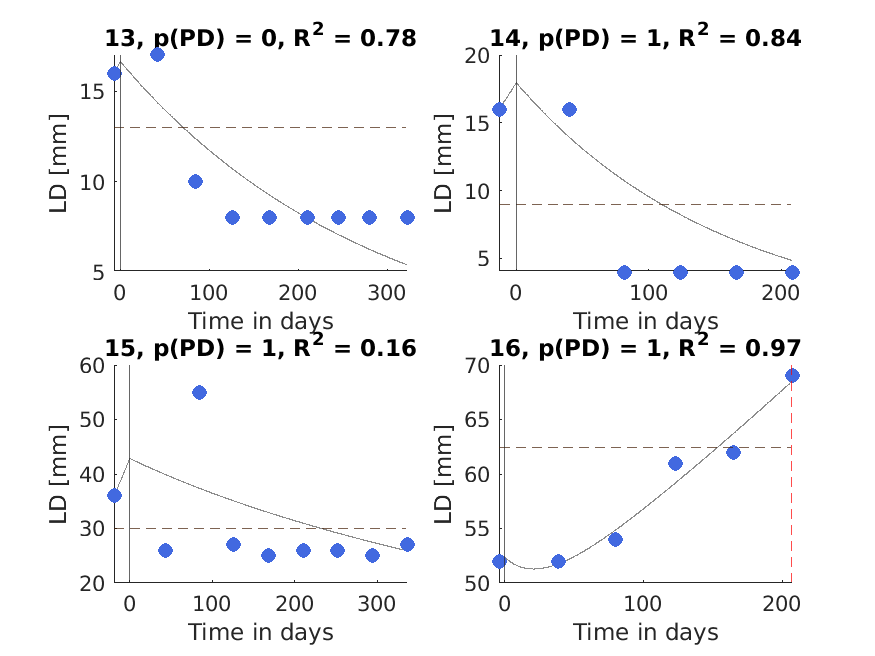 13, p(PD) = 0, R² = 0.78
LD [mm]
15
10
5
0
100
200
300
Time in days
14, p(PD) = 1, R² = 0.84
LD [mm]
20
15
10
5
0
100
200
Time in days
15, p(PD) = 1, R² = 0.16
LD [mm]
60
50
40
30
20
0
100
200
300
Time in days
16, p(PD) = 1, R² = 0.97
LD [mm]
70
65
60
55
50
0
100
200
Time in days